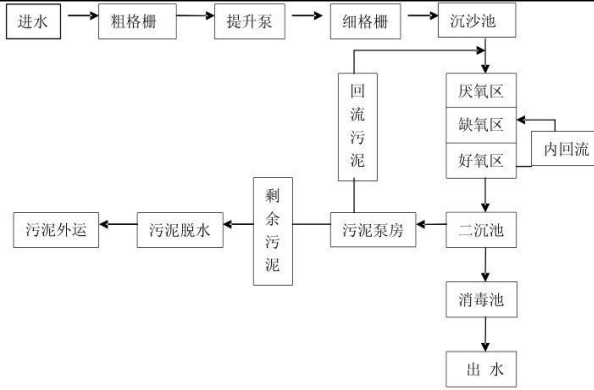 进水
粗格栅
提升泵
细格栅
沉沙池
回流污泥
厌氧区
缺氧区
好氧区
内回流
剩余污泥
污泥外运
污泥脱水
污泥泵房
二沉池
消毒池
出 水